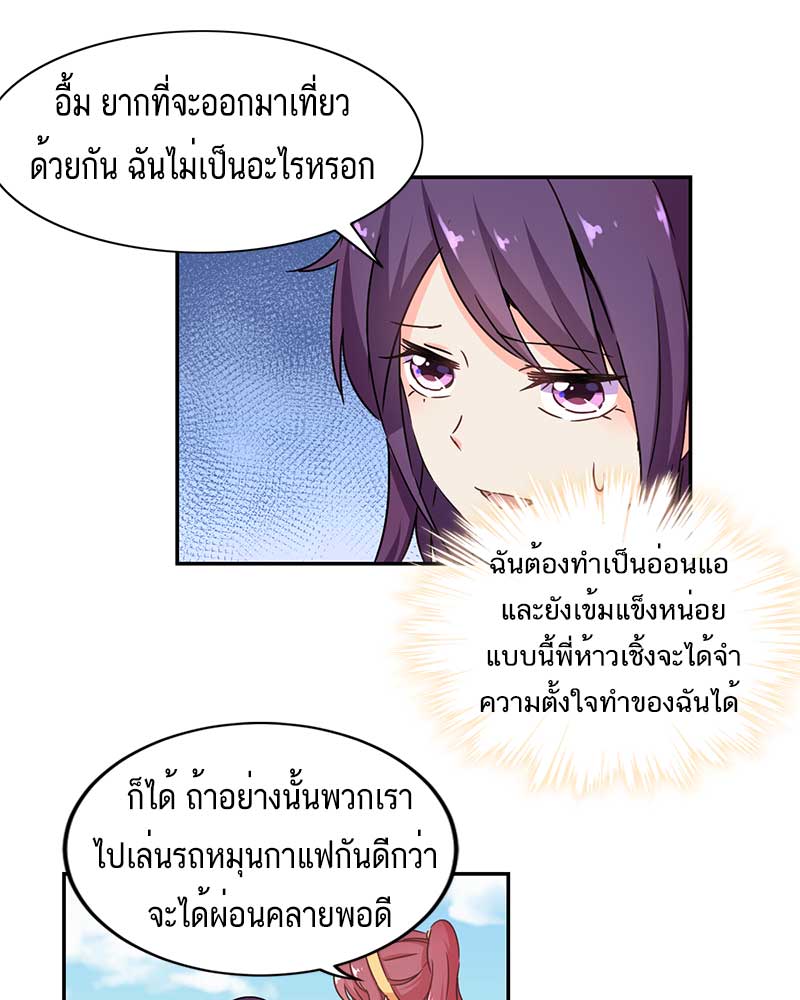 อื้ม ยากที่จะออกมาเที่ยว
ด้วยกัน ฉันไม่เป็นอะไรหรอก
ฉันต้องทำเป็นอ่อนแอ
และยังเข้มแข็งหน่อย
แบบนี้พี่ห้าวเชิ้งจะได้จำ
ความตั้งใจทำของฉันได้
ก็ได้ ถ้าอย่างนั้นพวกเรา
ไปเล่นรถหมุนกาแฟกันดีกว่า
จะได้ผ่อนคลายพอดี